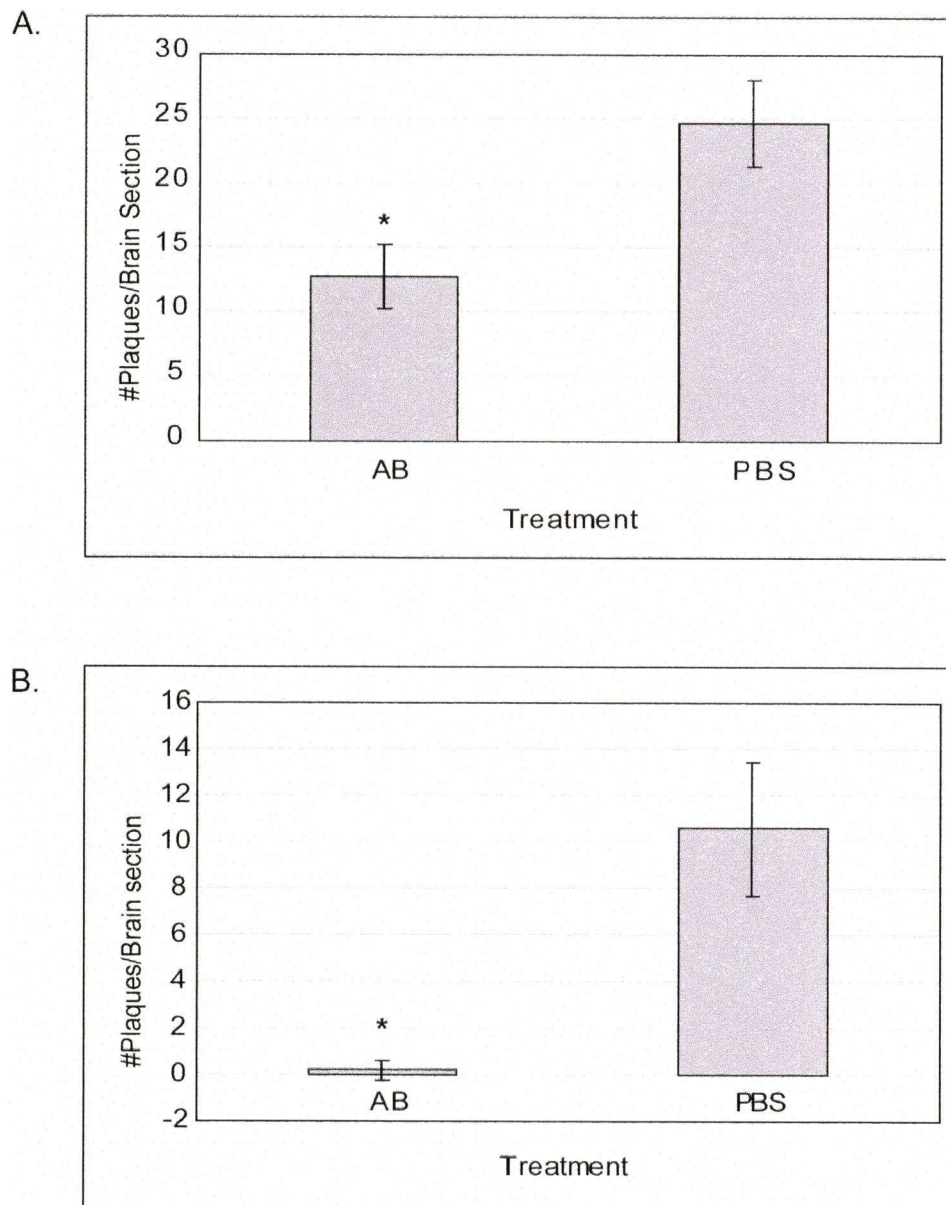 A.
30
25
20
15
10
5
0
#Plaques/Brain Section
*
AB PBS
Treatment
B.
16
14
12
10
8
6
4
2
0
-2
#Plaques/Brain section
*
AB PBS
Treatment